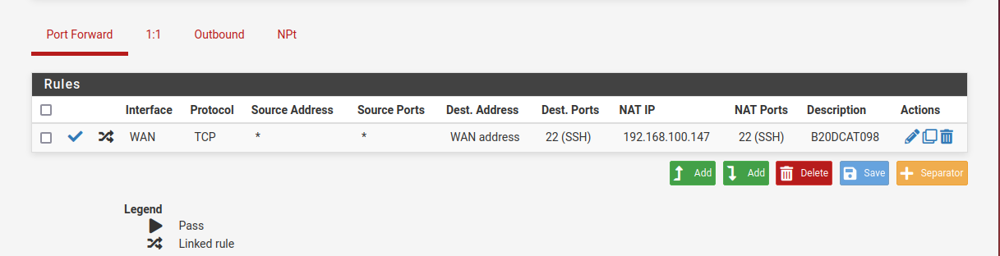 Port Forward 1:1 Outbound NPt
Rules
Interface Protocol Source Address Source Ports Dest. Address Dest. Ports NAT IP NAT Ports Description Actions
WAN TCP * * WAN address 22 (SSH) 192.168.100.147 22 (SSH) B20DCAT098
Add Add Delete Save Separator
Legend
Pass
Linked rule